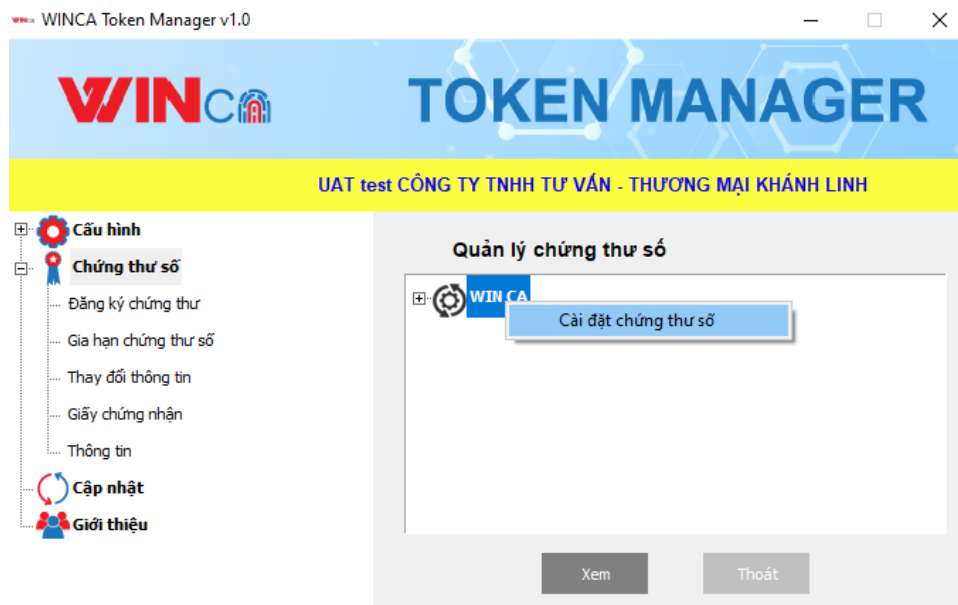 WINCA Token Manager v1.0
WINCA TOKEN MANAGER
UAT test CÔNG TY TNHH TƯ VẤN - THƯƠNG MẠI KHÁNH LINH
Cấu hình
Chứng thư số
Đăng ký chứng thư
Gia hạn chứng thư số
Thay đổi thông tin
Giấy chứng nhận
Thông tin
Cập nhật
Giới thiệu
Quản lý chứng thư số
WIN CA
Cài đặt chứng thư số
Xem
Thoát